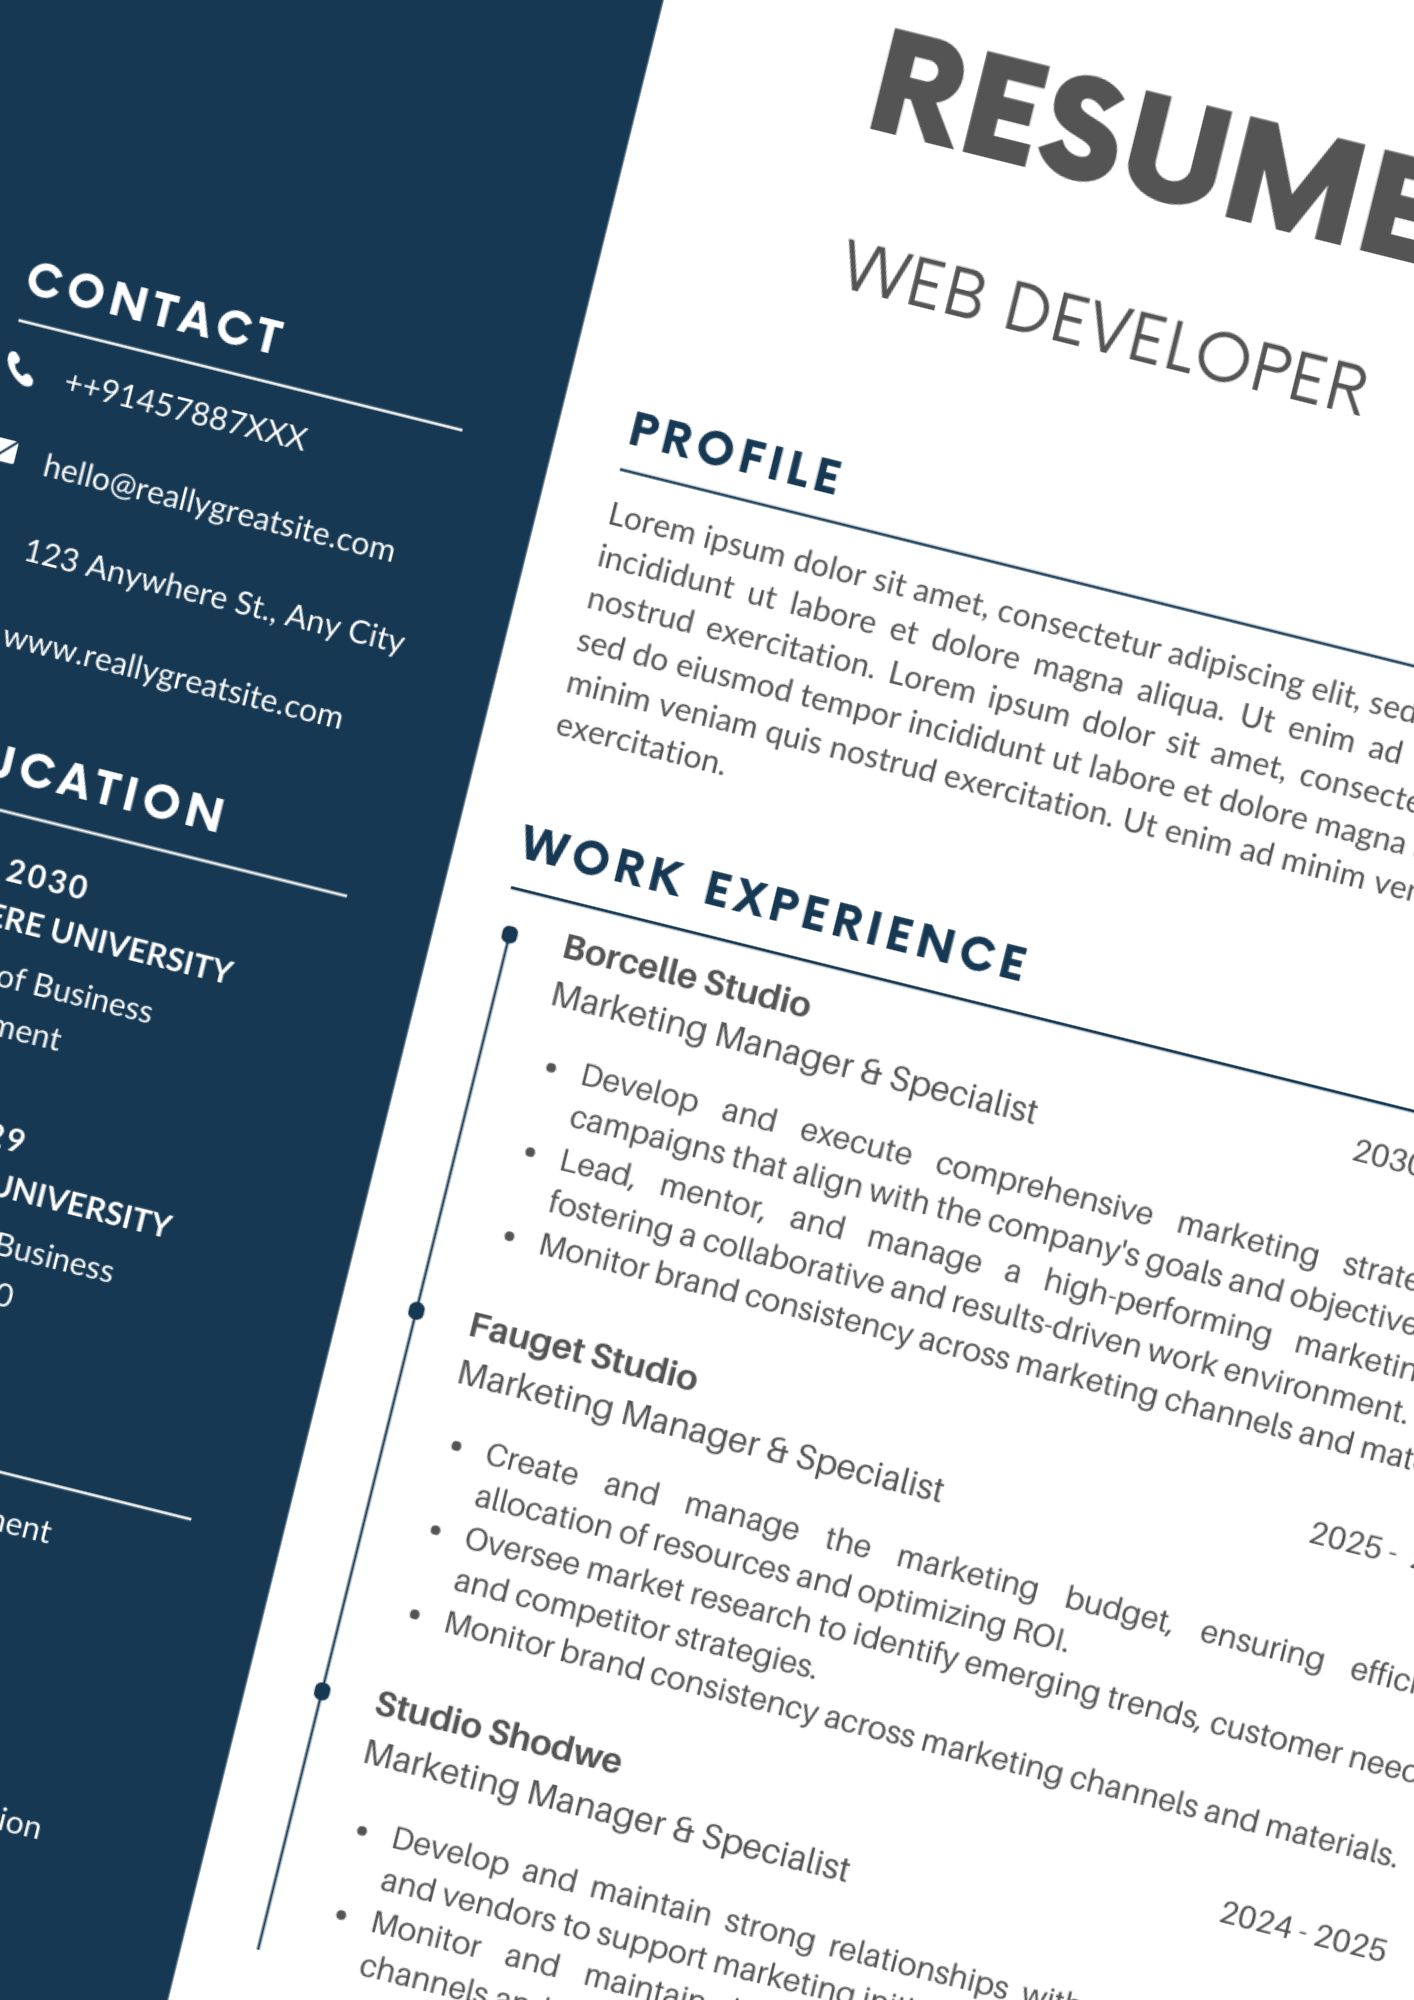 CONTACT
++91457887XXX
hello@reallygreatsite.com
123 Anywhere St., Any City
www.reallygreatsite.com
UCATION
2030
ERE UNIVERSITY
of Business
ment
29
UNIVERSITY
Business
0
ment
ion
RESUME
WEB DEVELOPER
PROFILE
Lorem ipsum dolor sit amet, consectetur adipiscing elit, sed
incididunt ut labore et dolore magna aliqua. Ut enim ad
nostrud exercitation. Lorem ipsum dolor sit amet, consecte
sed do eiusmod tempor incididunt ut labore et dolore magna
minim veniam quis nostrud exercitation. Ut enim ad minim ver
exercitation.
WORK EXPERIENCE
Borcelle Studio
Marketing Manager & Specialist
2030
• Develop and execute comprehensive marketing strate
campaigns that align with the company's goals and objective
• Lead, mentor, and manage a high-performing marketin
fostering a collaborative and results-driven work environment.
• Monitor brand consistency across marketing channels and mat
Fauget Studio
Marketing Manager & Specialist
2025 -
• Create and manage the marketing budget, ensuring effici
allocation of resources and optimizing ROI.
• Oversee market research to identify emerging trends, customer need
and competitor strategies.
• Monitor brand consistency across marketing channels and materials.
Studio Shodwe
Marketing Manager & Specialist
2024 - 2025
• Develop and maintain strong relationships with
and vendors to support marketing initi
• Monitor and maintain
channels and